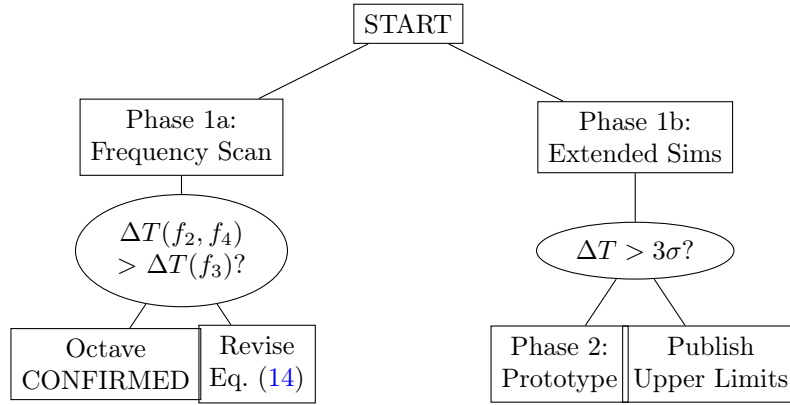 START
Phase 1a:
Frequency Scan
Phase 1b:
Extended Sims
ΔT(f₂, f₄)
> ΔT(f₃)?
ΔT > 3σ?
Octave
CONFIRMED
Revise
Eq. (14)
Phase 2:
Prototype
Publish
Upper Limits